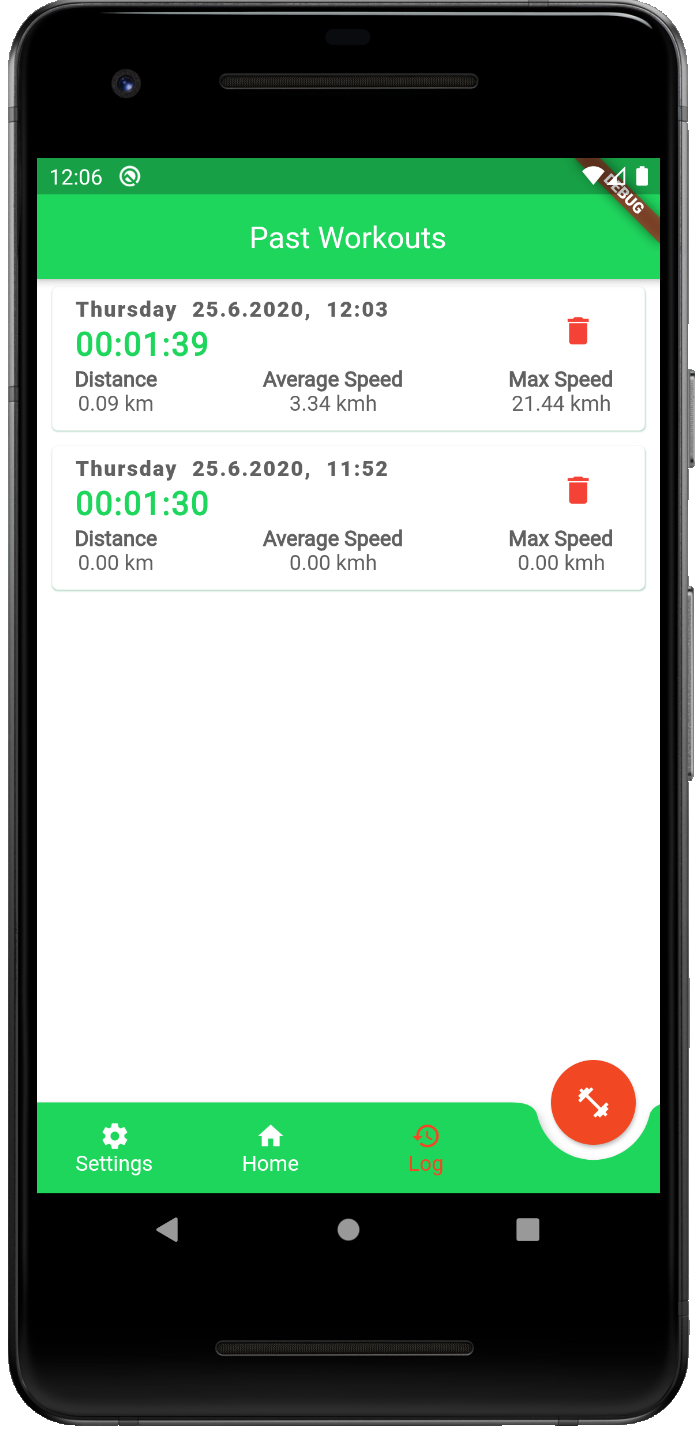 12:06
DEBUG
Past Workouts
Thursday 25.6.2020, 12:03
00:01:39
Distance Average Speed Max Speed
0.09 km 3.34 kmh 21.44 kmh
Thursday 25.6.2020, 11:52
00:01:30
Distance Average Speed Max Speed
0.00 km 0.00 kmh 0.00 kmh
Settings Home Log